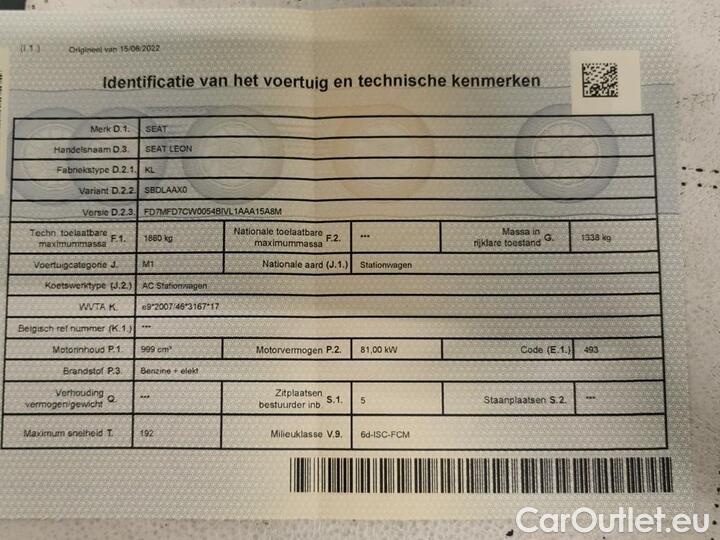 (I.1.) Origineel van 15/06/2022
Identificatie van het voertuig en technische kenmerken
Merk D.1. SEAT
Handelsnaam D.3. SEAT LEON
Fabriekstype D.2.1. KL
Variant D.2.2. SBDLAAX0
Versie D.2.3. FD7MFD7CW0054BIVL1AAA15A8M
Techn toelaatbare maximummassa F.1. 1860 kg Nationale toelaatbare maximummassa F.2. *** Massa in rijklare toestand G. 1338 kg
Voertuigcategorie J. M1 Nationale aard (J.1.) Stationwagen
Koetswerktype (J.2.) AC Stationwagen
WVTA K. e9*2007/46*3167*17
Belgisch ref nummer (K.1.) ***
Motorinhoud P.1. 999 cm³ Motorvermogen P.2. 81,00 kW Code (E.1.) 493
Brandstof P.3. Benzine + elekt
Verhouding vermogen/gewicht Q. *** Zitplaatsen bestuurder inb. S.1. 5 Staanplaatsen S.2. ***
Maximum snelheid T. 192 Milieuklasse V.9. 6d-ISC-FCM
CarOutlet.eu